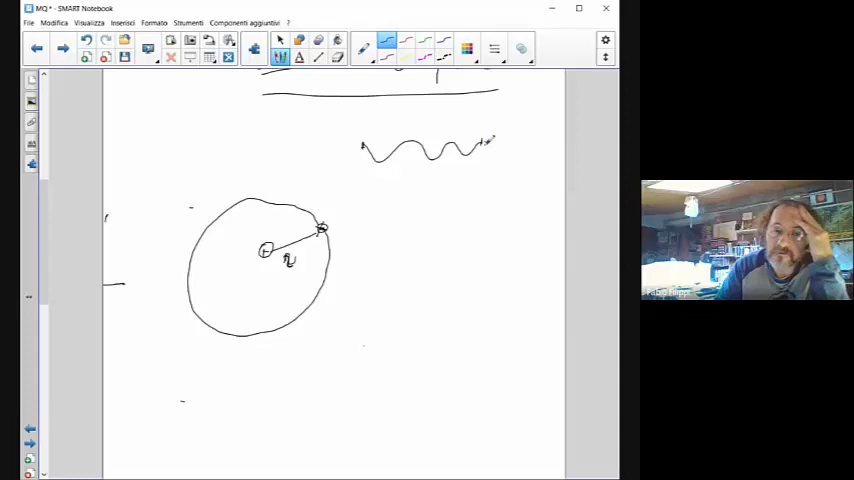 MQ* - SMART Notebook
File Modifica Visualizza Inserisci Formato Strumenti Componenti aggiuntivi ?
A
+
r